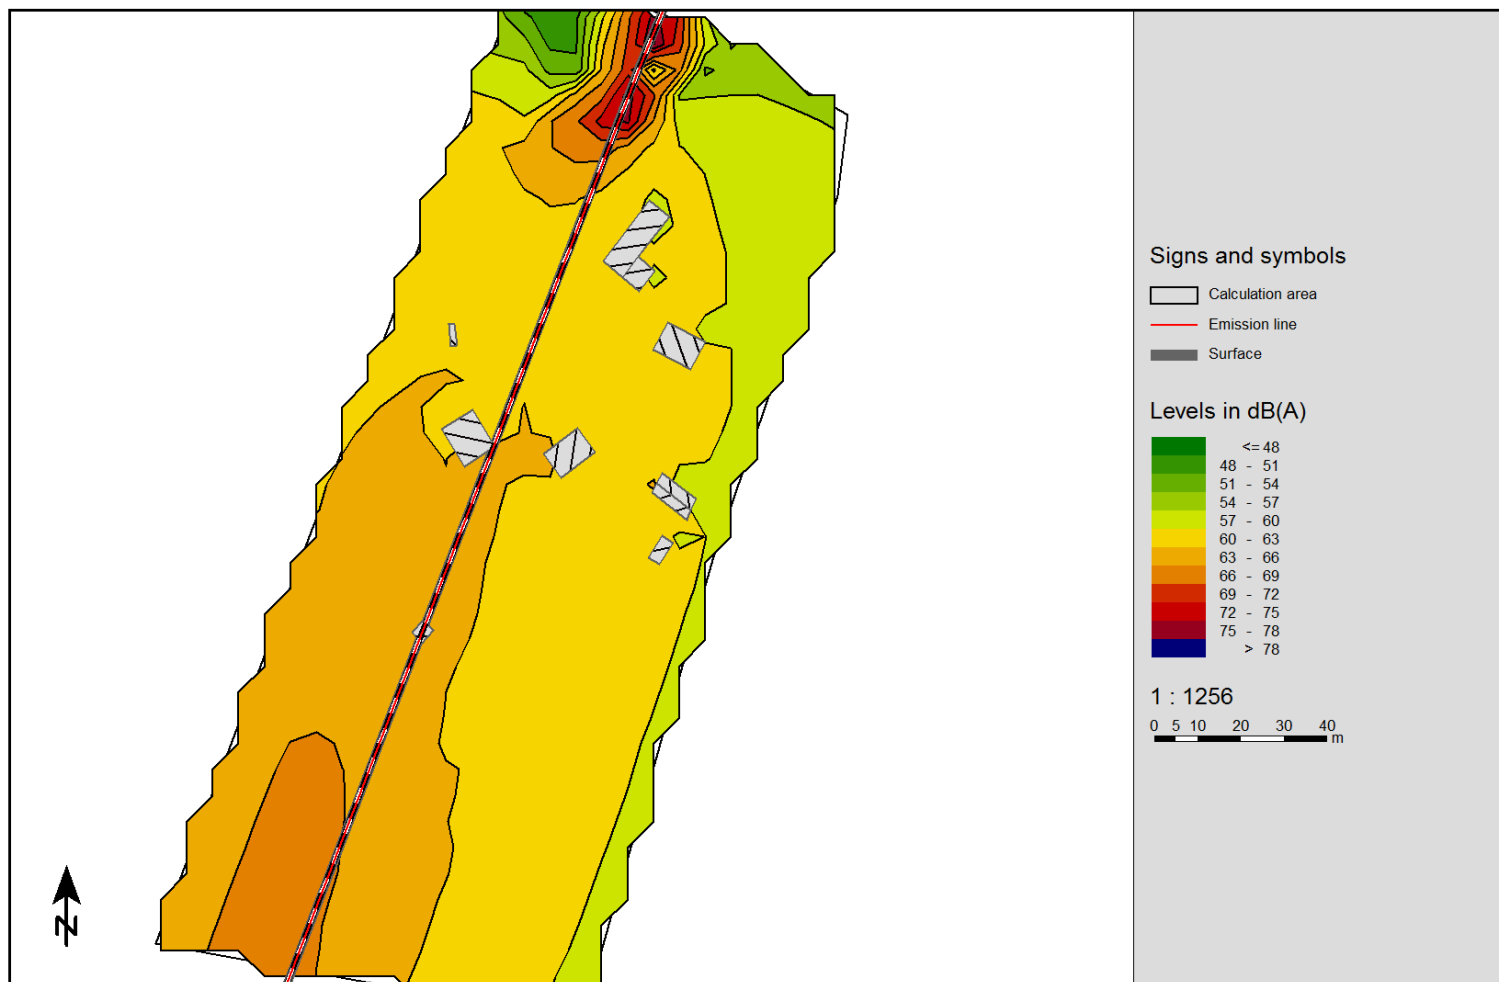 Signs and symbols
Calculation area
Emission line
Surface
Levels in dB(A)
<= 48
48 - 51
51 - 54
54 - 57
57 - 60
60 - 63
63 - 66
66 - 69
69 - 72
72 - 75
75 - 78
> 78
1 : 1256
0 5 10 20 30 40
m
N